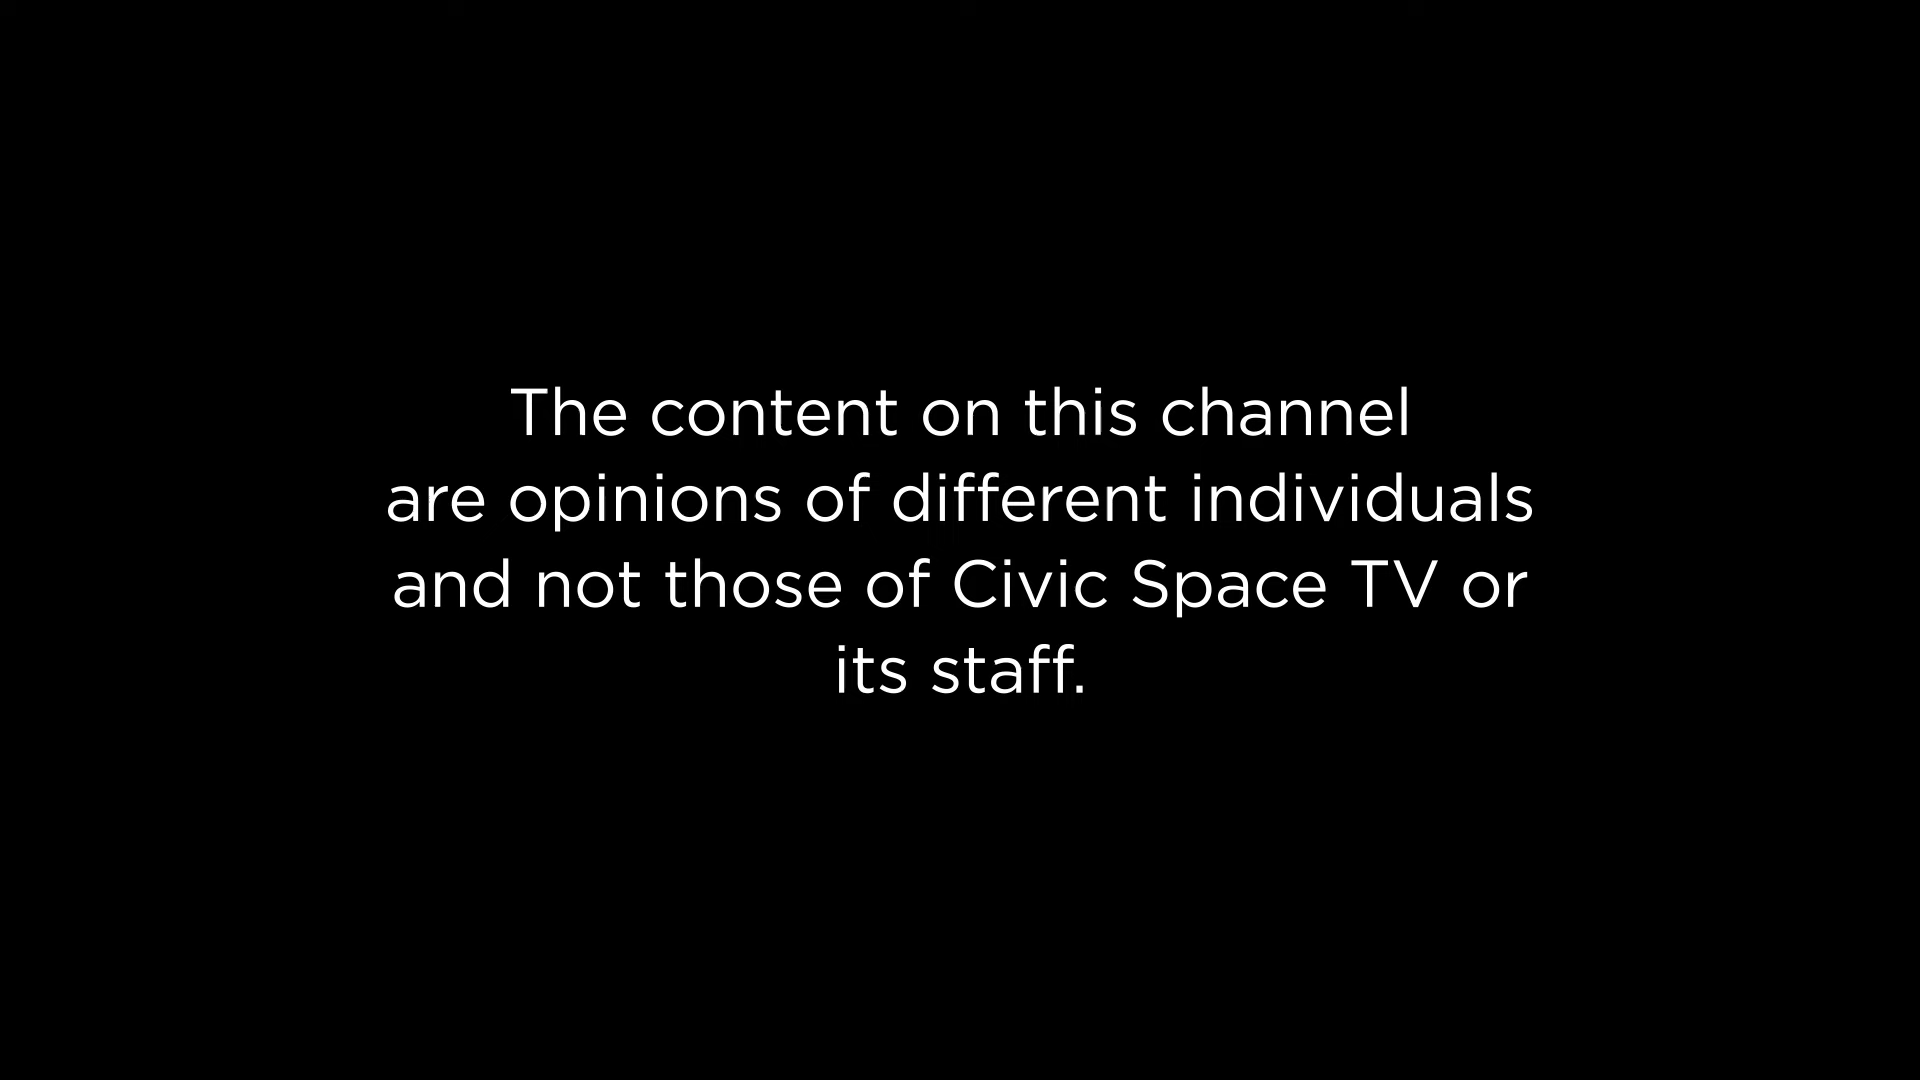 The content on this channel
are opinions of different individuals
and not those of Civic Space TV or
its staff.